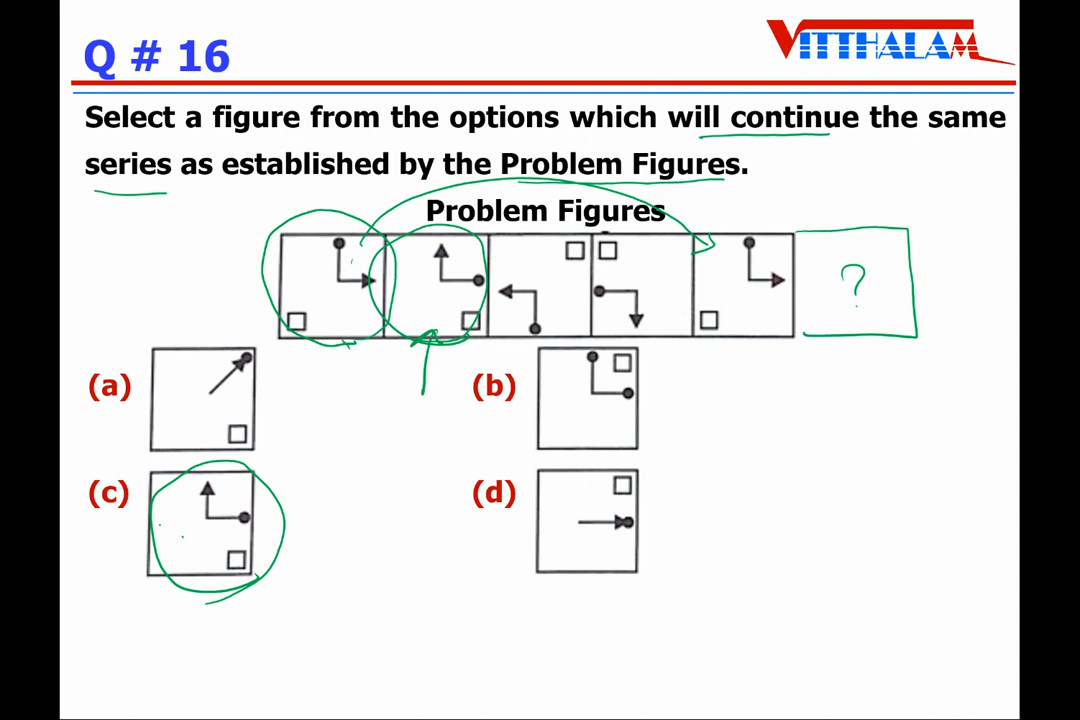 Q # 16
VITTHALAM
Select a figure from the options which will continue the same
series as established by the Problem Figures.
Problem Figures
?
(a)
(b)
(c)
(d)